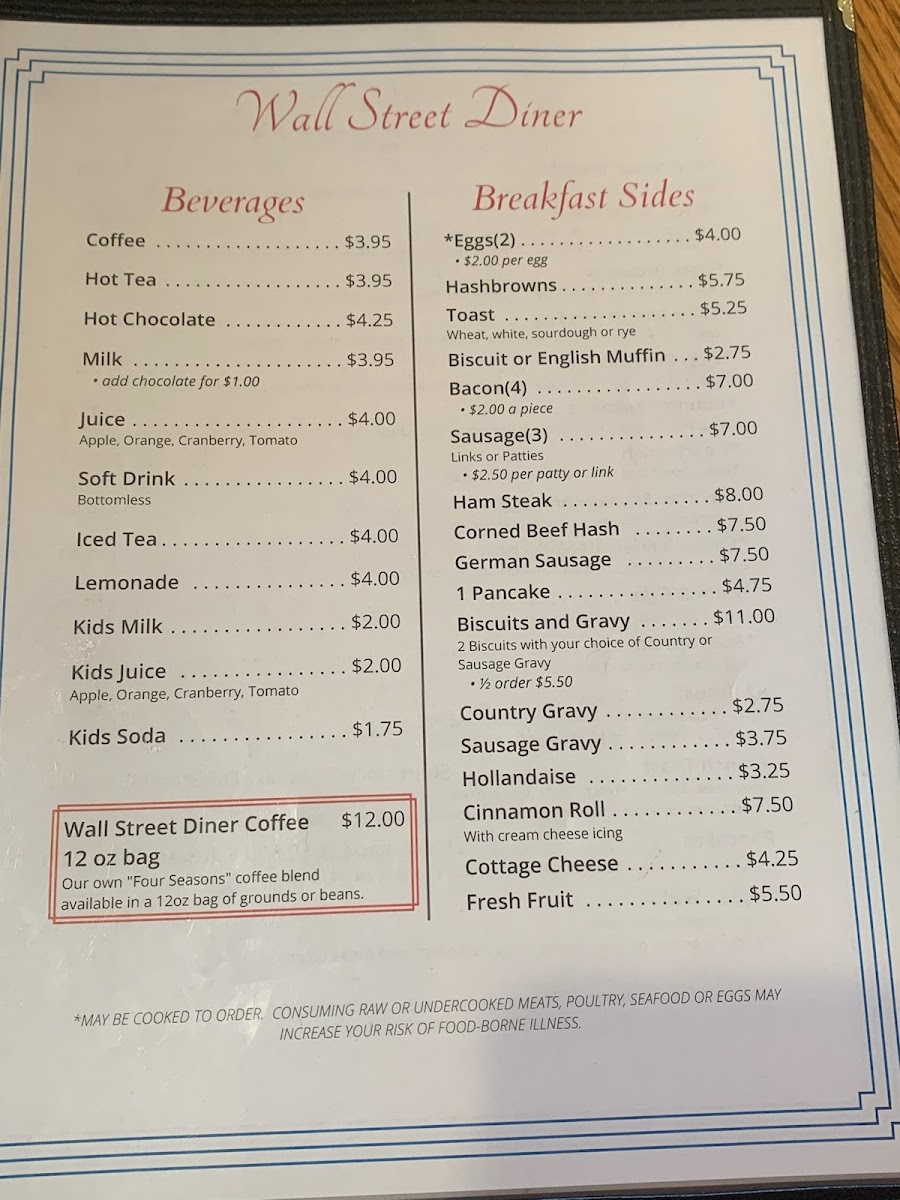 Wall Street Diner
Beverages
Coffee . . . . . . . . . . . . . . . . . . . $3.95
Hot Tea . . . . . . . . . . . . . . . . . . $3.95
Hot Chocolate . . . . . . . . . . . . $4.25
Milk . . . . . . . . . . . . . . . . . . . . . . $3.95
• add chocolate for $1.00
Juice . . . . . . . . . . . . . . . . . . . . . . $4.00
Apple, Orange, Cranberry, Tomato
Soft Drink . . . . . . . . . . . . . . . . . $4.00
Bottomless
Iced Tea . . . . . . . . . . . . . . . . . . . $4.00
Lemonade . . . . . . . . . . . . . . . . $4.00
Kids Milk . . . . . . . . . . . . . . . . . . $2.00
Kids Juice . . . . . . . . . . . . . . . . . $2.00
Apple, Orange, Cranberry, Tomato
Kids Soda . . . . . . . . . . . . . . . . . $1.75
Wall Street Diner Coffee $12.00
12 oz bag
Our own "Four Seasons" coffee blend
available in a 12oz bag of grounds or beans.
Breakfast Sides
*Eggs(2) . . . . . . . . . . . . . . . . . . $4.00
• $2.00 per egg
Hashbrowns . . . . . . . . . . . . . . $5.75
Toast . . . . . . . . . . . . . . . . . . . . $5.25
Wheat, white, sourdough or rye
Biscuit or English Muffin . . . $2.75
Bacon(4) . . . . . . . . . . . . . . . . . $7.00
• $2.00 a piece
Sausage(3) . . . . . . . . . . . . . . . $7.00
Links or Patties
• $2.50 per patty or link
Ham Steak . . . . . . . . . . . . . . . $8.00
Corned Beef Hash . . . . . . . . $7.50
German Sausage . . . . . . . . . $7.50
1 Pancake . . . . . . . . . . . . . . . . . $4.75
Biscuits and Gravy . . . . . . . $11.00
2 Biscuits with your choice of Country or
Sausage Gravy
• ½ order $5.50
Country Gravy . . . . . . . . . . . . $2.75
Sausage Gravy . . . . . . . . . . . . $3.75
Hollandaise . . . . . . . . . . . . . . $3.25
Cinnamon Roll . . . . . . . . . . . . $7.50
With cream cheese icing
Cottage Cheese . . . . . . . . . . . $4.25
Fresh Fruit . . . . . . . . . . . . . . . $5.50
*MAY BE COOKED TO ORDER. CONSUMING RAW OR UNDERCOOKED MEATS, POULTRY, SEAFOOD OR EGGS MAY
INCREASE YOUR RISK OF FOOD-BORNE ILLNESS.